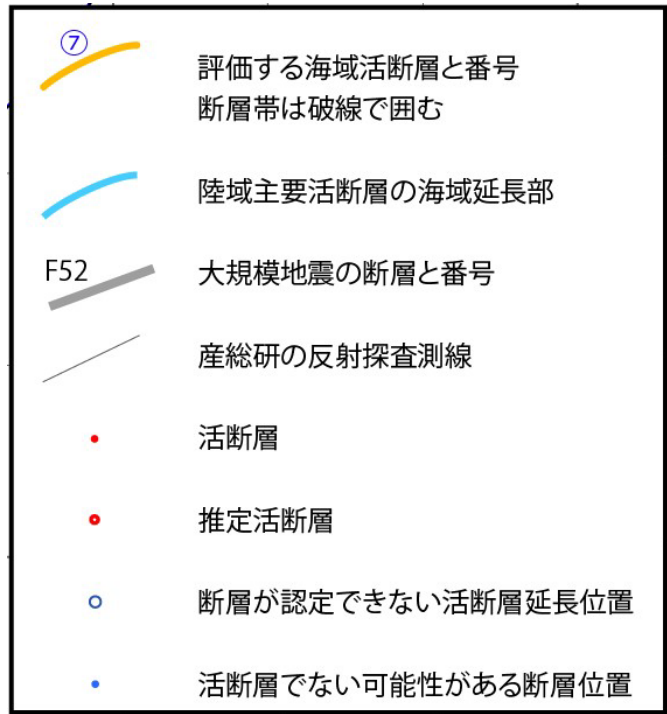 ⑦
評価する海域活断層と番号
断層帯は破線で囲む
陸域主要活断層の海域延長部
F52
大規模地震の断層と番号
産総研の反射探査測線
活断層
推定活断層
断層が認定できない活断層延長位置
活断層でない可能性がある断層位置